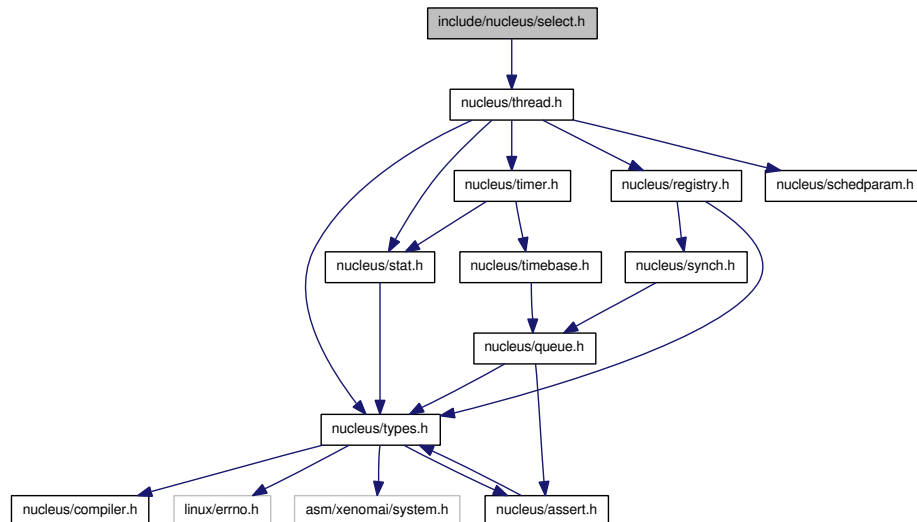 include/nucleus/select.h
nucleus/thread.h
nucleus/timer.h
nucleus/registry.h
nucleus/schedparam.h
nucleus/stat.h
nucleus/timebase.h
nucleus/synch.h
nucleus/queue.h
nucleus/types.h
nucleus/compiler.h
linux/errno.h
asm/xenomai/system.h
nucleus/assert.h